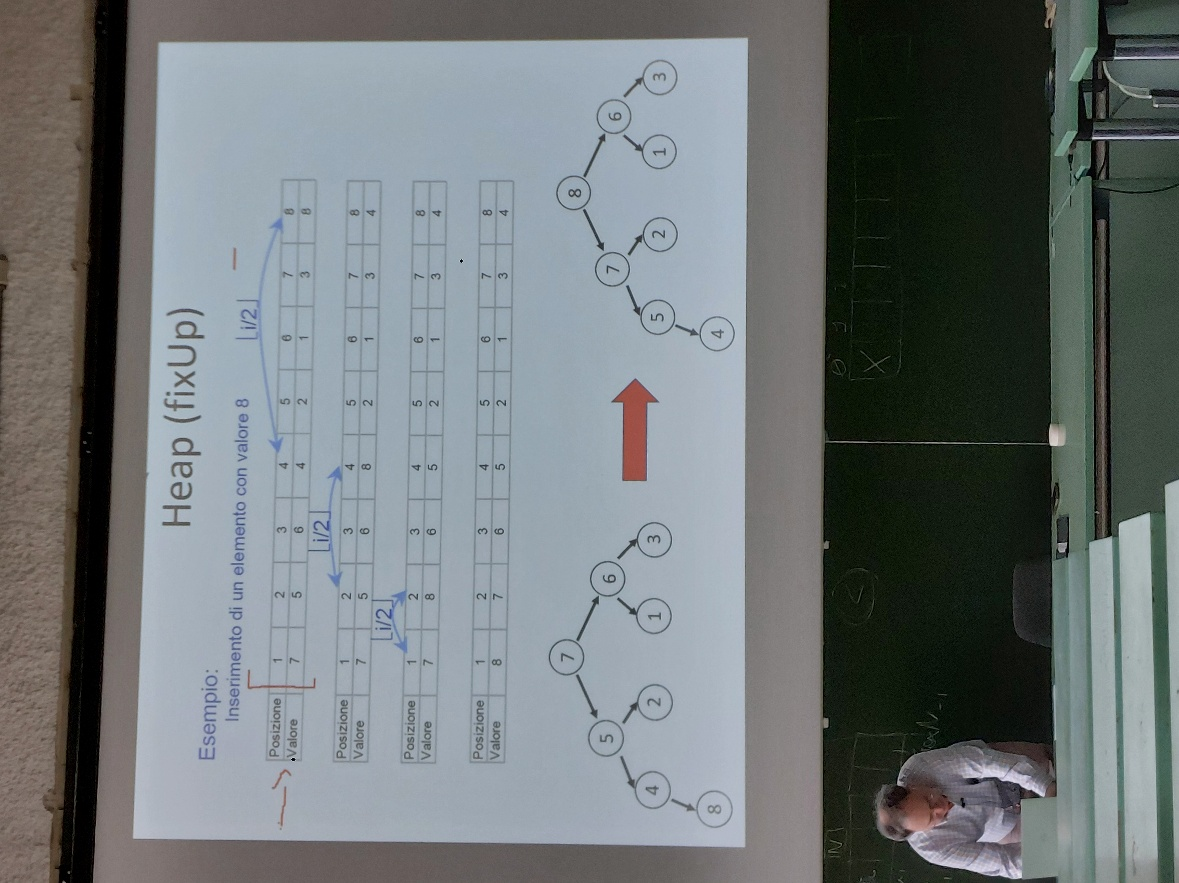 Heap (fixUp)
Esempio:
Inserimento di un elemento con valore 8
⌊i/2⌋
Posizione 1 2 3 4 5 6 7 8
Valore 7 5 6 4 2 1 3 8
⌊i/2⌋
Posizione 1 2 3 4 5 6 7 8
Valore 7 5 6 8 2 1 3 4
⌊i/2⌋
Posizione 1 2 3 4 5 6 7 8
Valore 7 8 6 5 2 1 3 4
Posizione 1 2 3 4 5 6 7 8
Valore 8 7 6 5 2 1 3 4
7
5 6
4 2 1 3
8
8
7 6
5 2 1 3
4
X